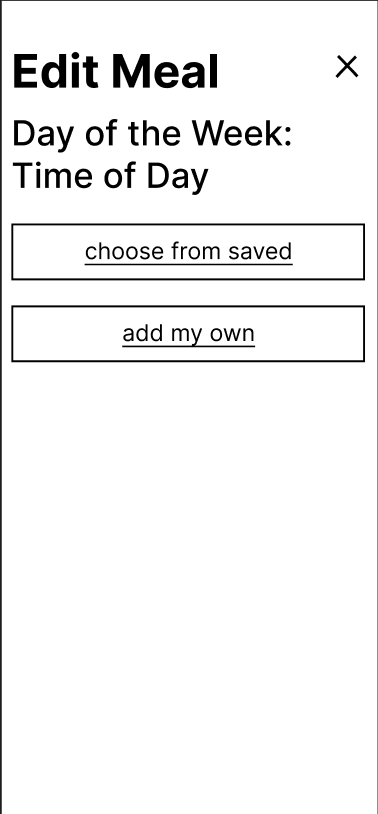 Edit Meal
Day of the Week:
Time of Day
choose from saved
add my own